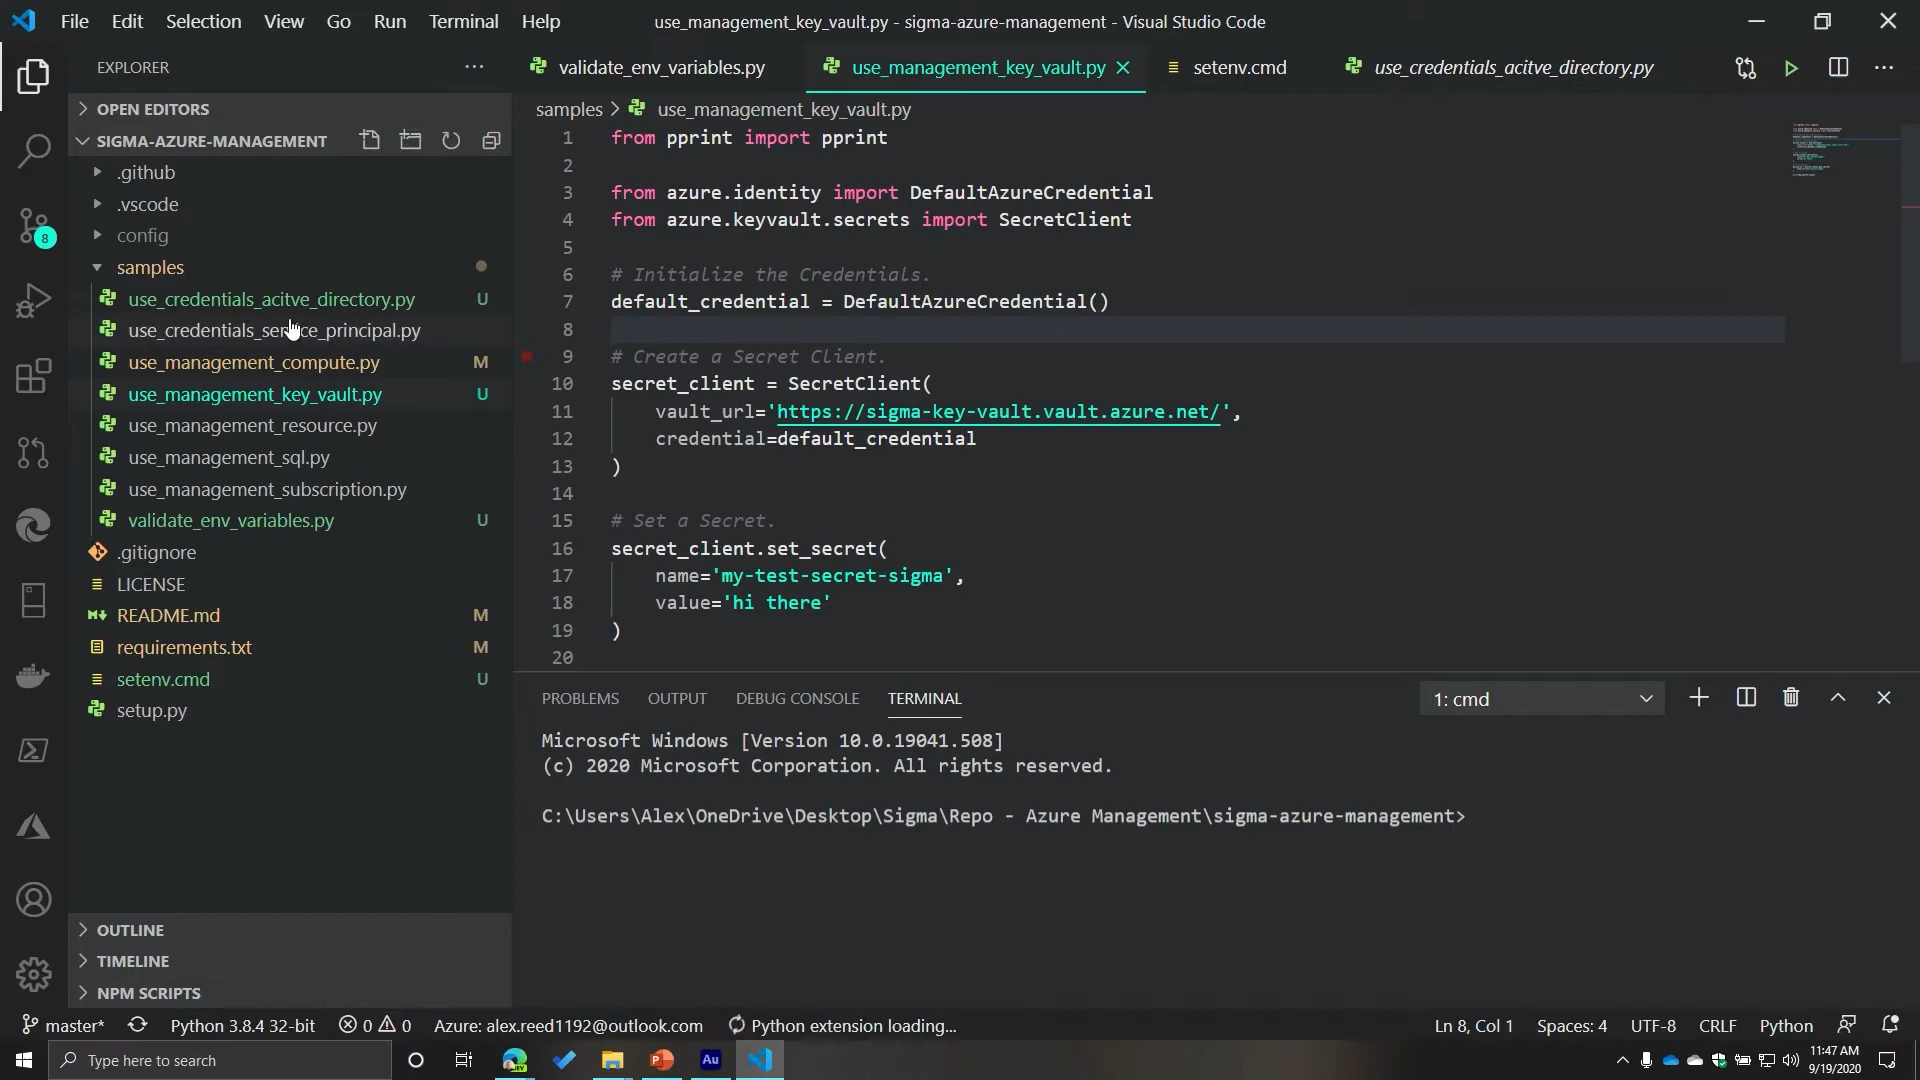 File Edit Selection View Go Run Terminal Help
use_management_key_vault.py - sigma-azure-management - Visual Studio Code
EXPLORER
OPEN EDITORS
SIGMA-AZURE-MANAGEMENT
.github
.vscode
config
samples
use_credentials_acitve_directory.py U
use_credentials_service_principal.py
use_management_compute.py M
use_management_key_vault.py U
use_management_resource.py
use_management_sql.py
use_management_subscription.py
validate_env_variables.py U
.gitignore
LICENSE
README.md M
requirements.txt M
setenv.cmd U
setup.py
OUTLINE
TIMELINE
NPM SCRIPTS
8
validate_env_variables.py
use_management_key_vault.py
setenv.cmd
use_credentials_acitve_directory.py
samples > use_management_key_vault.py
1 from pprint import pprint
2
3 from azure.identity import DefaultAzureCredential
4 from azure.keyvault.secrets import SecretClient
5
6 # Initialize the Credentials.
7 default_credential = DefaultAzureCredential()
8
9 # Create a Secret Client.
10 secret_client = SecretClient(
11 vault_url='https://sigma-key-vault.vault.azure.net/',
12 credential=default_credential
13 )
14
15 # Set a Secret.
16 secret_client.set_secret(
17 name='my-test-secret-sigma',
18 value='hi there'
19 )
20
PROBLEMS OUTPUT DEBUG CONSOLE TERMINAL
1: cmd
Microsoft Windows [Version 10.0.19041.508]
(c) 2020 Microsoft Corporation. All rights reserved.
C:\Users\Alex\OneDrive\Desktop\Sigma\Repo - Azure Management\sigma-azure-management>
master* Python 3.8.4 32-bit 0 0 Azure: alex.reed1192@outlook.com Python extension loading...
Ln 8, Col 1 Spaces: 4 UTF-8 CRLF Python
Type here to search
Au
11:47 AM
9/19/2020